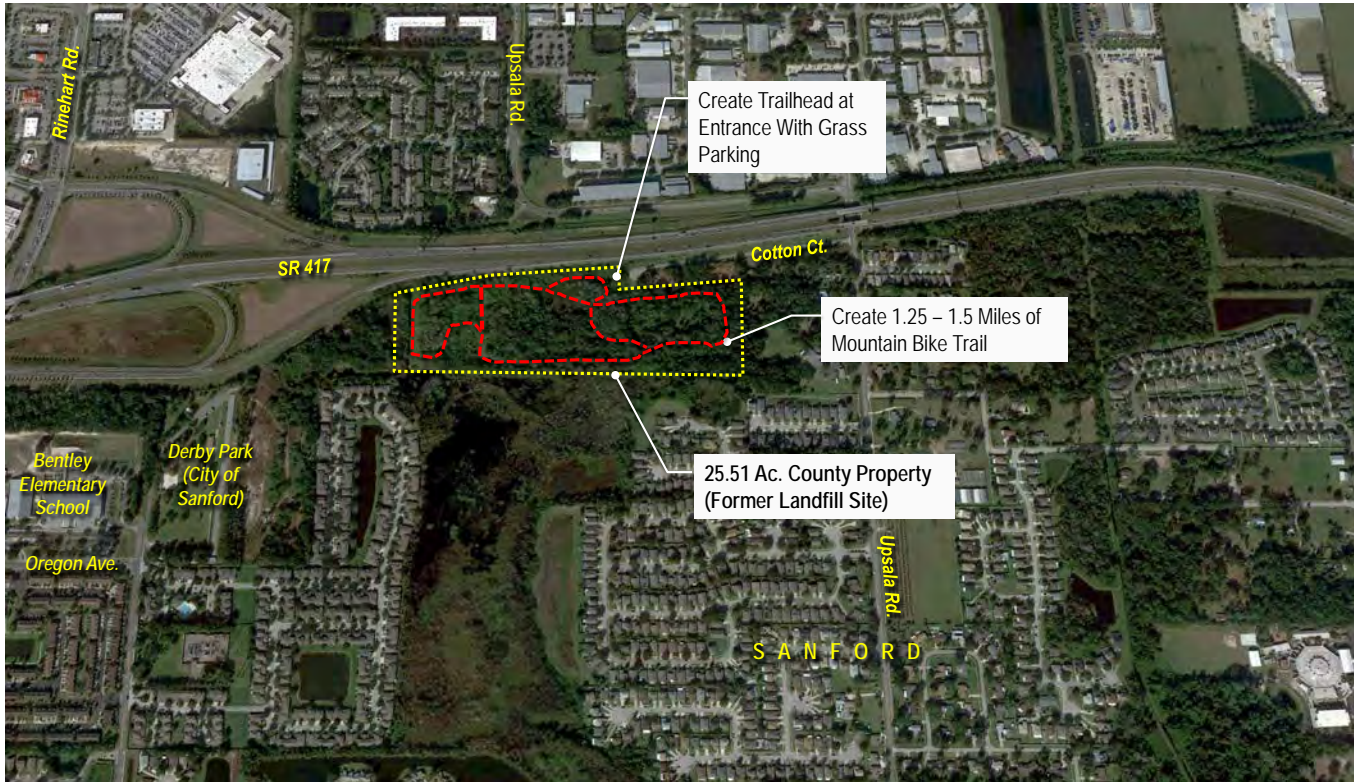 Rinehart Rd.
Upsala Rd.
Create Trailhead at
Entrance With Grass
Parking
SR 417
Cotton Ct.
Create 1.25 – 1.5 Miles of
Mountain Bike Trail
Bentley
Elementary
School
Derby Park
(City of
Sanford)
25.51 Ac. County Property
(Former Landfill Site)
Oregon Ave.
Upsala Rd.
SANFORD